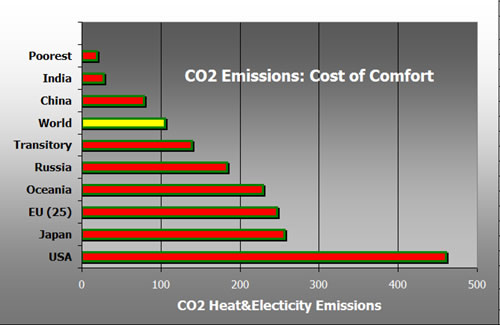 CO2 Emissions: Cost of Comfort
Poorest
India
China
World
Transitory
Russia
Oceania
EU (25)
Japan
USA
0 100 200 300 400 500
CO2 Heat&Electicity Emissions